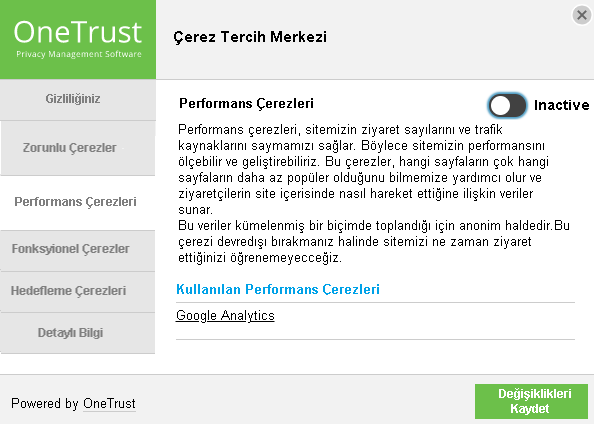 OneTrust
Privacy Management Software
Çerez Tercih Merkezi
Gizliliğiniz
Zorunlu Çerezler
Performans Çerezleri
Fonksyionel Çerezler
Hedefleme Çerezleri
Detaylı Bilgi
Performans Çerezleri
Inactive
Performans çerezleri, sitemizin ziyaret sayılarını ve trafik
kaynaklarını saymamızı sağlar. Böylece sitemizin performansını
ölçebilir ve geliştirebiliriz. Bu çerezler, hangi sayfaların çok hangi
sayfaların daha az popüler olduğunu bilmemize yardımcı olur ve
ziyaretçilerin site içerisinde nasıl hareket ettiğine ilişkin veriler
sunar.
Bu veriler kümelenmiş bir biçimde toplandığı için anonim haldedir.Bu
çerezi devredışı bırakmanız halinde sitemizi ne zaman ziyaret
ettiğinizi öğrenemeyecceğiz.
Kullanılan Performans Çerezleri
Google Analytics
Powered by OneTrust
Değişiklikleri
Kaydet